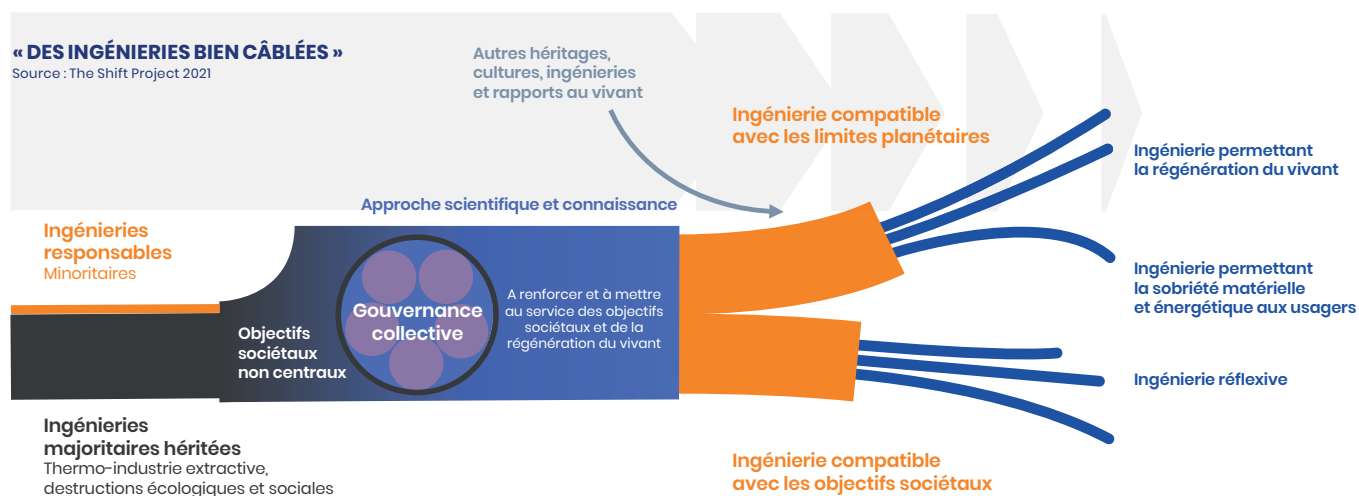 « DES INGÉNIERIES BIEN CÂBLÉES »
Source : The Shift Project 2021
Autres héritages,
cultures, ingénieries
et rapports au vivant
Ingénierie compatible
avec les limites planétaires
Ingénierie permettant
la régénération du vivant
Approche scientifique et connaissance
Ingénieries
responsables
Minoritaires
Ingénierie permettant
la sobriété matérielle
et énergétique aux usagers
Objectifs
sociétaux
non centraux
Gouvernance
collective
A renforcer et à mettre
au service des objectifs
sociétaux et de la
régénération du vivant
Ingénierie réflexive
Ingénieries
majoritaires héritées
Thermo-industrie extractive,
destructions écologiques et sociales
Ingénierie compatible
avec les objectifs sociétaux